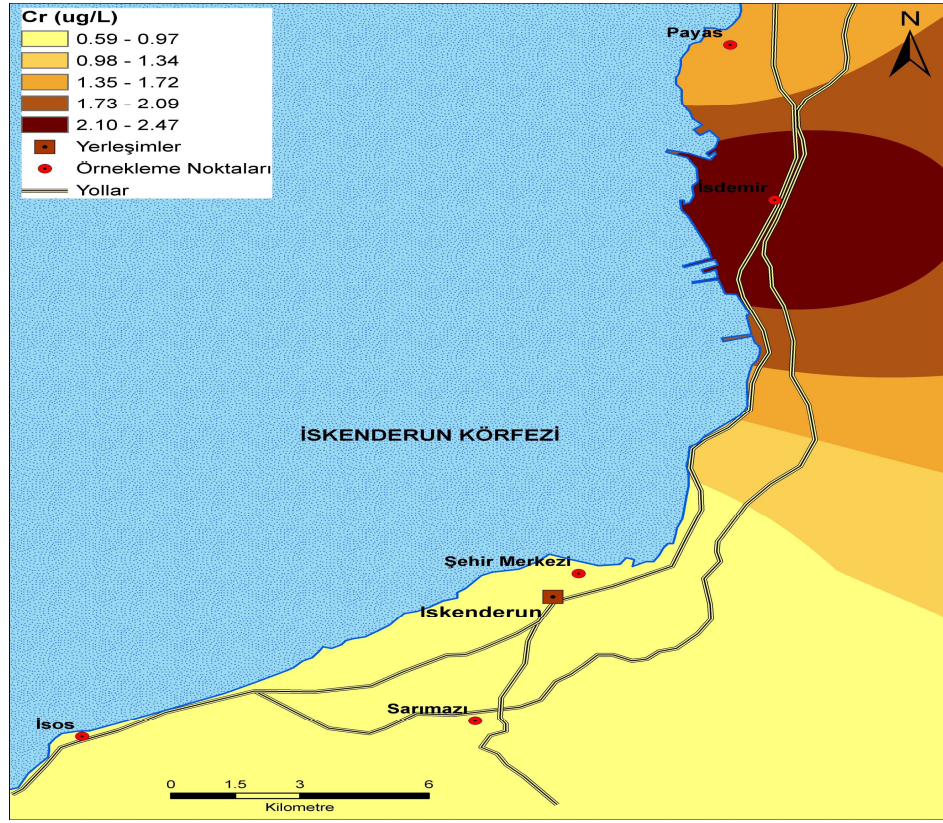 Cr (ug/L)
0.59 - 0.97
0.98 - 1.34
1.35 - 1.72
1.73 - 2.09
2.10 - 2.47
Yerleşimler
Örnekleme Noktaları
Yollar
Payas
N
İsdemir
İSKENDERUN KÖRFEZİ
Şehir Merkezi
İskenderun
Sarımazı
İsos
0 1.5 3 6
Kilometre